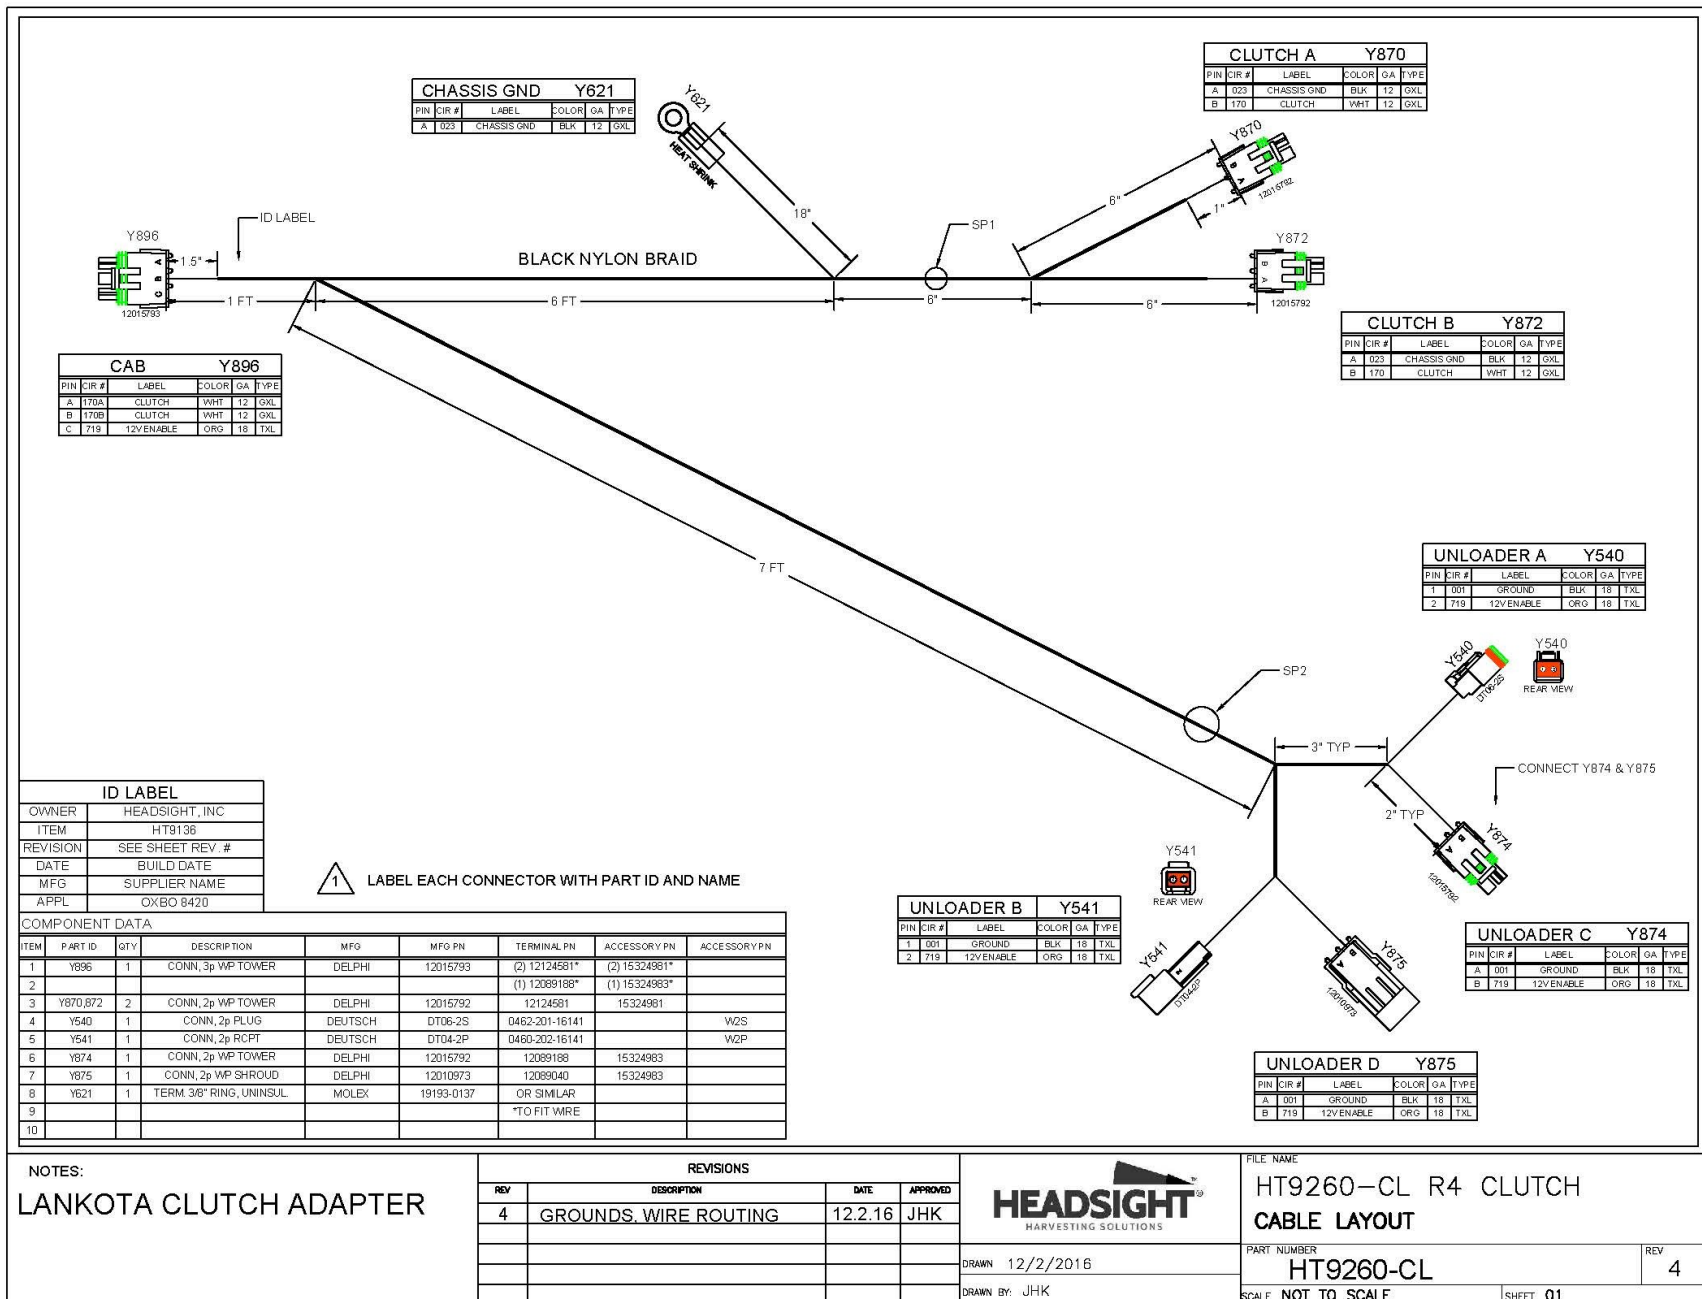 CLUTCH A Y870
PIN CIR # LABEL COLOR GA TYPE
A 023 CHASSIS GND BLK 12 GXL
B 170 CLUTCH WHT 12 GXL
CHASSIS GND Y621
PIN CIR # LABEL COLOR GA TYPE
A 023 CHASSIS GND BLK 12 GXL
Y621
HEAT SHRINK
18"
Y870
B
A
12015792
6"
1"
SP1
ID LABEL
Y896
A
B
C
12015793
1.5"
BLACK NYLON BRAID
1 FT
6 FT
6"
6"
Y872
B
A
12015792
CLUTCH B Y872
PIN CIR # LABEL COLOR GA TYPE
A 023 CHASSIS GND BLK 12 GXL
B 170 CLUTCH WHT 12 GXL
CAB Y896
PIN CIR # LABEL COLOR GA TYPE
A 170A CLUTCH WHT 12 GXL
B 170B CLUTCH WHT 12 GXL
C 719 12V ENABLE ORG 18 TXL
7 FT
UNLOADER A Y540
PIN CIR # LABEL COLOR GA TYPE
1 001 GROUND BLK 18 TXL
2 719 12V ENABLE ORG 18 TXL
Y540
DT06-2S
Y540
REAR VIEW
SP2
3" TYP
CONNECT Y874 & Y875
2" TYP
Y874
B
A
12015792
Y541
REAR VIEW
UNLOADER B Y541
PIN CIR # LABEL COLOR GA TYPE
1 001 GROUND BLK 18 TXL
2 719 12V ENABLE ORG 18 TXL
Y541
DT04-2P
Y875
B
A
12010973
UNLOADER C Y874
PIN CIR # LABEL COLOR GA TYPE
A 001 GROUND BLK 18 TXL
B 719 12V ENABLE ORG 18 TXL
UNLOADER D Y875
PIN CIR # LABEL COLOR GA TYPE
A 001 GROUND BLK 18 TXL
B 719 12V ENABLE ORG 18 TXL
ID LABEL
OWNER HEADSIGHT, INC
ITEM HT9136
REVISION SEE SHEET REV. #
DATE BUILD DATE
MFG SUPPLIER NAME
APPL OXBO 8420
1 LABEL EACH CONNECTOR WITH PART ID AND NAME
COMPONENT DATA
ITEM PART ID QTY DESCRIPTION MFG MFG PN TERMINAL PN ACCESSORY PN ACCESSORY PN
1 Y896 1 CONN, 3p WP TOWER DELPHI 12015793 (2) 12124581* (2) 15324981*
2 (1) 12089188* (1) 15324983*
3 Y870,872 2 CONN, 2p WP TOWER DELPHI 12015792 12124581 15324981
4 Y540 1 CONN, 2p PLUG DEUTSCH DT06-2S 0462-201-16141 W2S
5 Y541 1 CONN, 2p RCPT DEUTSCH DT04-2P 0460-202-16141 W2P
6 Y874 1 CONN, 2p WP TOWER DELPHI 12015792 12089188 15324983
7 Y875 1 CONN, 2p WP SHROUD DELPHI 12010973 12089040 15324983
8 Y621 1 TERM. 3/8" RING, UNINSUL. MOLEX 19193-0137 OR SIMILAR
9 *TO FIT WIRE
10
NOTES:
LANKOTA CLUTCH ADAPTER
REVISIONS
REV DESCRIPTION DATE APPROVED
4 GROUNDS, WIRE ROUTING 12.2.16 JHK
HEADSIGHT®
HARVESTING SOLUTIONS
DRAWN 12/2/2016
DRAWN BY: JHK
FILE NAME
HT9260-CL R4 CLUTCH
CABLE LAYOUT
PART NUMBER
HT9260-CL
REV
4
SCALE NOT TO SCALE
SHEET 01